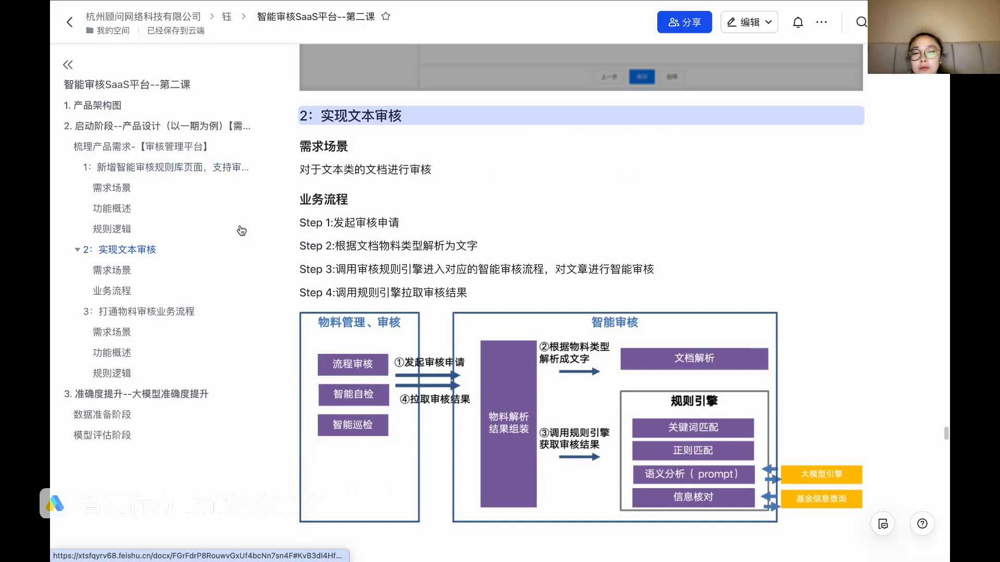 杭州顾问网络科技有限公司 > 钰 > 智能审核SaaS平台--第二课
我的空间 已经保存到云端
分享
编辑
智能审核SaaS平台--第二课
1. 产品架构图
2. 启动阶段--产品设计（以一期为例）【需...
梳理产品需求-【审核管理平台】
1：新增智能审核规则库页面，支持审...
需求场景
功能概述
规则逻辑
2：实现文本审核
需求场景
业务流程
3：打通物料审核业务流程
需求场景
功能概述
规则逻辑
3. 准确度提升--大模型准确度提升
数据准备阶段
模型评估阶段
上一步
2：实现文本审核
需求场景
对于文本类的文档进行审核
业务流程
Step 1:发起审核申请
Step 2:根据文档物料类型解析为文字
Step 3:调用审核规则引擎进入对应的智能审核流程，对文章进行智能审核
Step 4:调用规则引擎拉取审核结果
物料管理、审核
流程审核
智能自检
智能巡检
①发起审核申请
④拉取审核结果
智能审核
物料解析
结果组装
②根据物料类型
解析成文字
文档解析
③调用规则引擎
获取审核结果
规则引擎
关键词匹配
正则匹配
语义分析（ prompt）
信息核对
大模型引擎
基金信息查询
https://xtsfqyrv68.feishu.cn/docx/FGrFdrP8RouwvGxUf4bcNn7sn4F#KvB3dI4Hf...